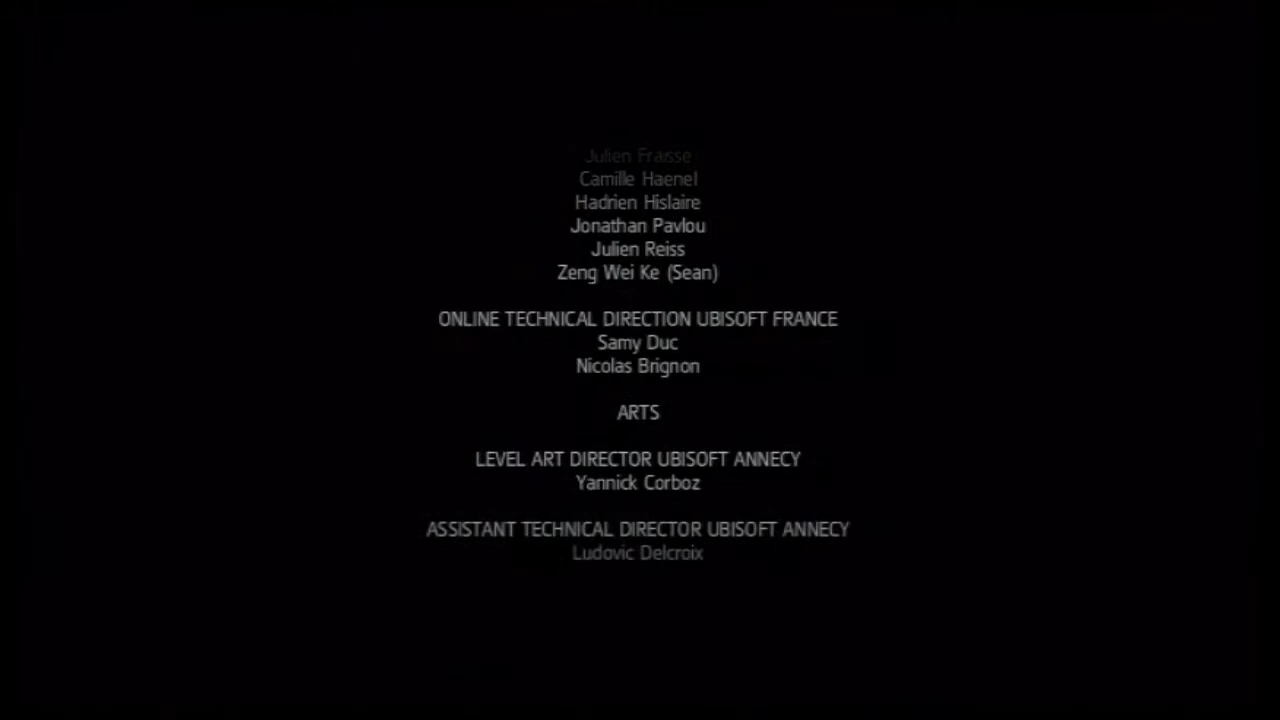 Julien Fraisse
Camille Haenel
Hadrien Hislaire
Jonathan Pavlou
Julien Reiss
Zeng Wei Ke (Sean)
ONLINE TECHNICAL DIRECTION UBISOFT FRANCE
Samy Duc
Nicolas Brignon
ARTS
LEVEL ART DIRECTOR UBISOFT ANNECY
Yannick Corboz
ASSISTANT TECHNICAL DIRECTOR UBISOFT ANNECY
Ludovic Delcroix